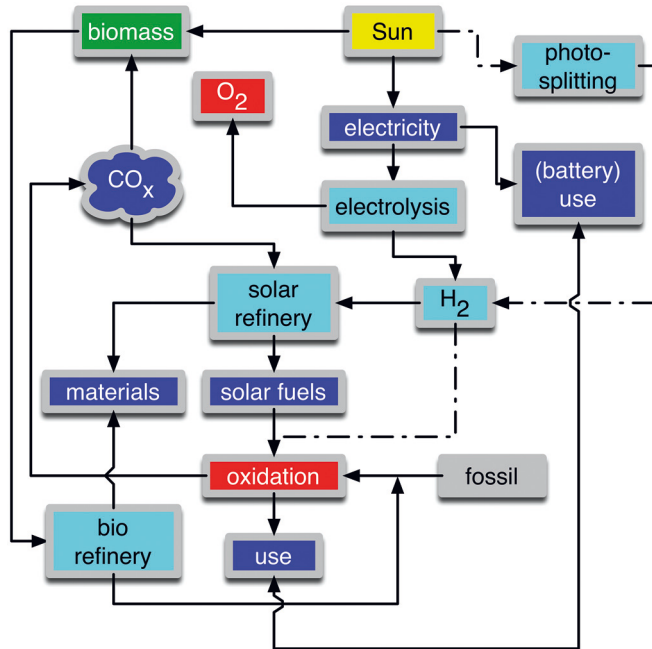 biomass
Sun
photo-
splitting
O2
electricity
(battery)
use
COx
electrolysis
solar
refinery
H2
materials
solar fuels
oxidation
fossil
bio
refinery
use